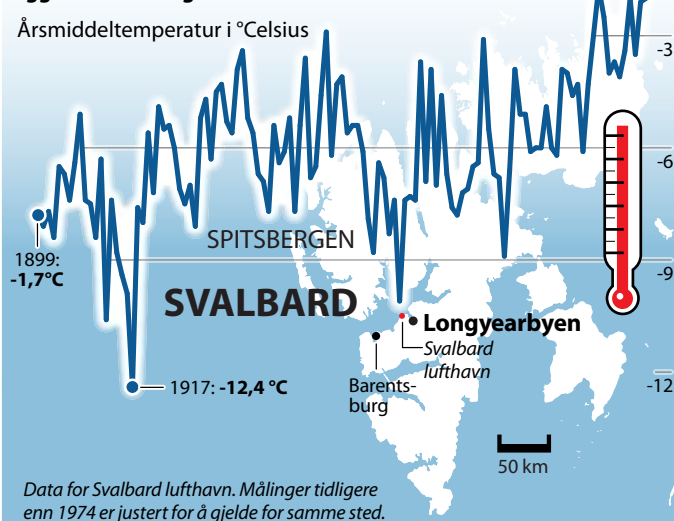 Årsmiddeltemperatur i °Celsius
-3
-6
SPITSBERGEN
1899:
-1,7°C
-9
SVALBARD
Longyearbyen
Svalbard
lufthavn
1917: -12,4 °C
Barents-
burg
-12
50 km
Data for Svalbard lufthavn. Målinger tidligere
enn 1974 er justert for å gjelde for samme sted.